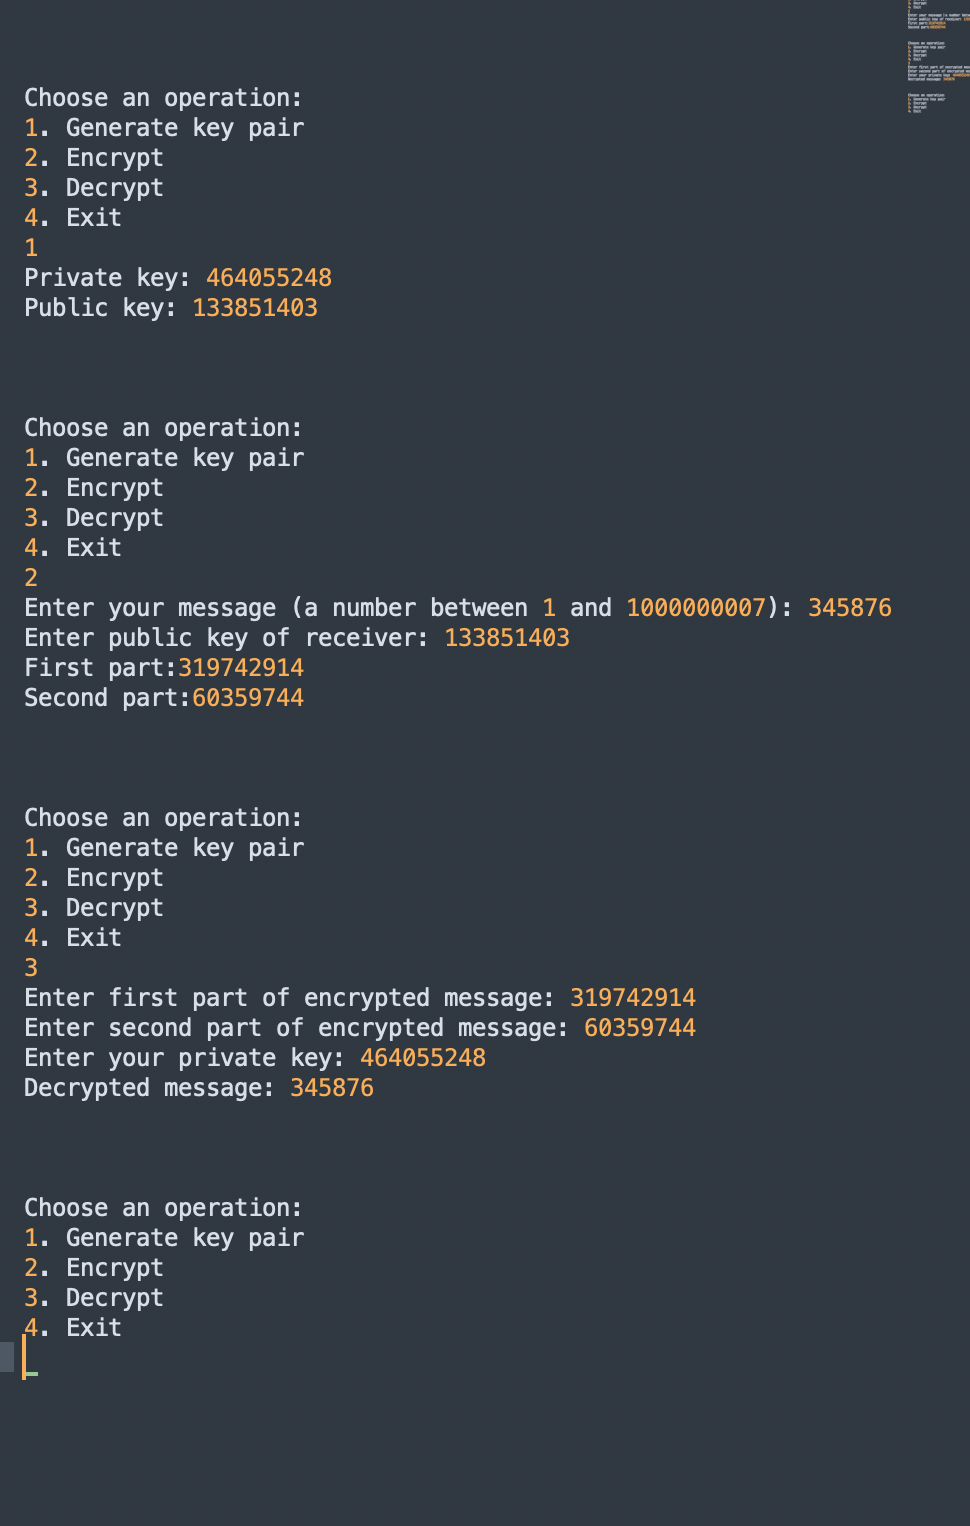 Choose an operation:
1. Generate key pair
2. Encrypt
3. Decrypt
4. Exit
1
Private key: 464055248
Public key: 133851403
Choose an operation:
1. Generate key pair
2. Encrypt
3. Decrypt
4. Exit
2
Enter your message (a number between 1 and 1000000007): 345876
Enter public key of receiver: 133851403
First part:319742914
Second part:60359744
Choose an operation:
1. Generate key pair
2. Encrypt
3. Decrypt
4. Exit
3
Enter first part of encrypted message: 319742914
Enter second part of encrypted message: 60359744
Enter your private key: 464055248
Decrypted message: 345876
Choose an operation:
1. Generate key pair
2. Encrypt
3. Decrypt
4. Exit